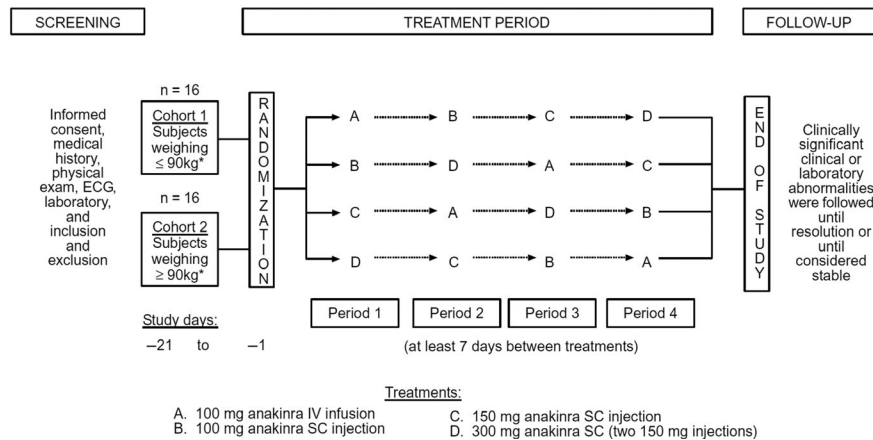 SCREENING
TREATMENT PERIOD
FOLLOW-UP
Informed
consent,
medical
history,
physical
exam, ECG,
laboratory,
and
inclusion
and
exclusion
n = 16
Cohort 1
Subjects
weighing
≤ 90kg*
n = 16
Cohort 2
Subjects
weighing
≥ 90kg*
RANDOMIZATION
A B C D
B D A C
C A D B
D C B A
END OF STUDY
Clinically
significant
clinical or
laboratory
abnormalities
were followed
until
resolution or
until
considered
stable
Period 1 Period 2 Period 3 Period 4
Study days:
–21 to –1
(at least 7 days between treatments)
Treatments:
A. 100 mg anakinra IV infusion
B. 100 mg anakinra SC injection
C. 150 mg anakinra SC injection
D. 300 mg anakinra SC (two 150 mg injections)